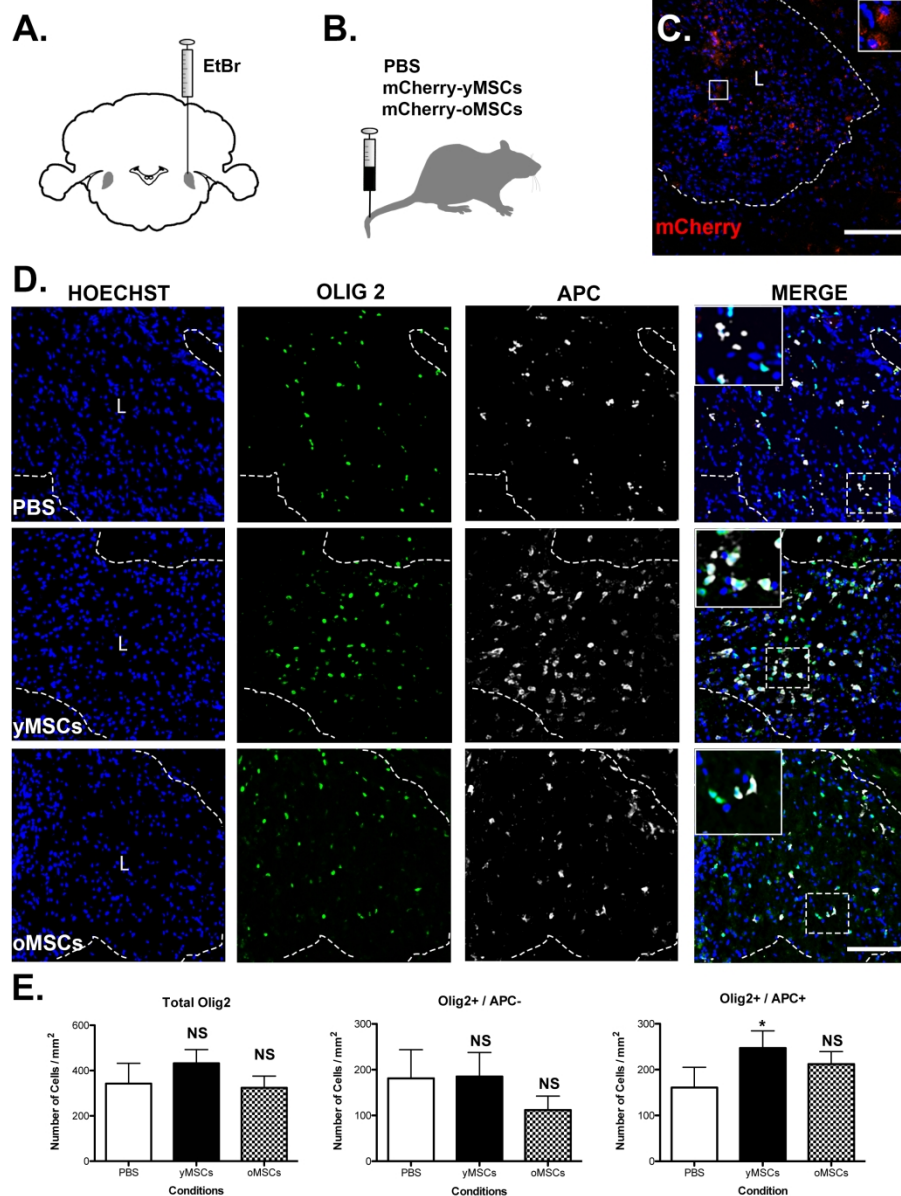 A.
EtBr
B.
PBS
mCherry-yMSCs
mCherry-oMSCs
C.
L
mCherry
D.
HOECHST
OLIG 2
APC
MERGE
L
PBS
L
yMSCs
L
oMSCs
E.
Total Olig2
Number of Cells / mm²
600
400
200
0
NS
NS
PBS
yMSCs
oMSCs
Conditions
Olig2+ / APC-
Number of Cells / mm²
300
200
100
0
NS
NS
PBS
yMSCs
oMSCs
Conditions
Olig2+ / APC+
Number of Cells / mm²
300
200
100
0
*
NS
PBS
yMSCs
oMSCs
Condition